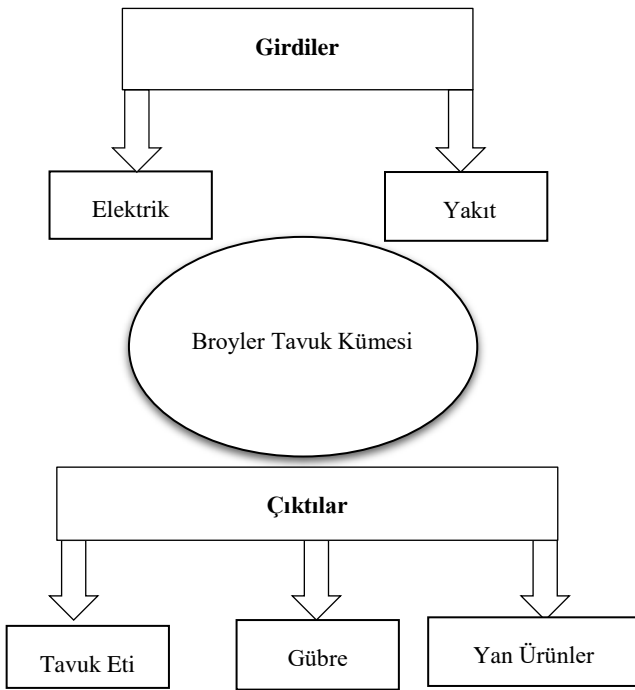 Girdiler
Elektrik
Yakıt
Broyler Tavuk Kümesi
Çıktılar
Tavuk Eti
Gübre
Yan Ürünler